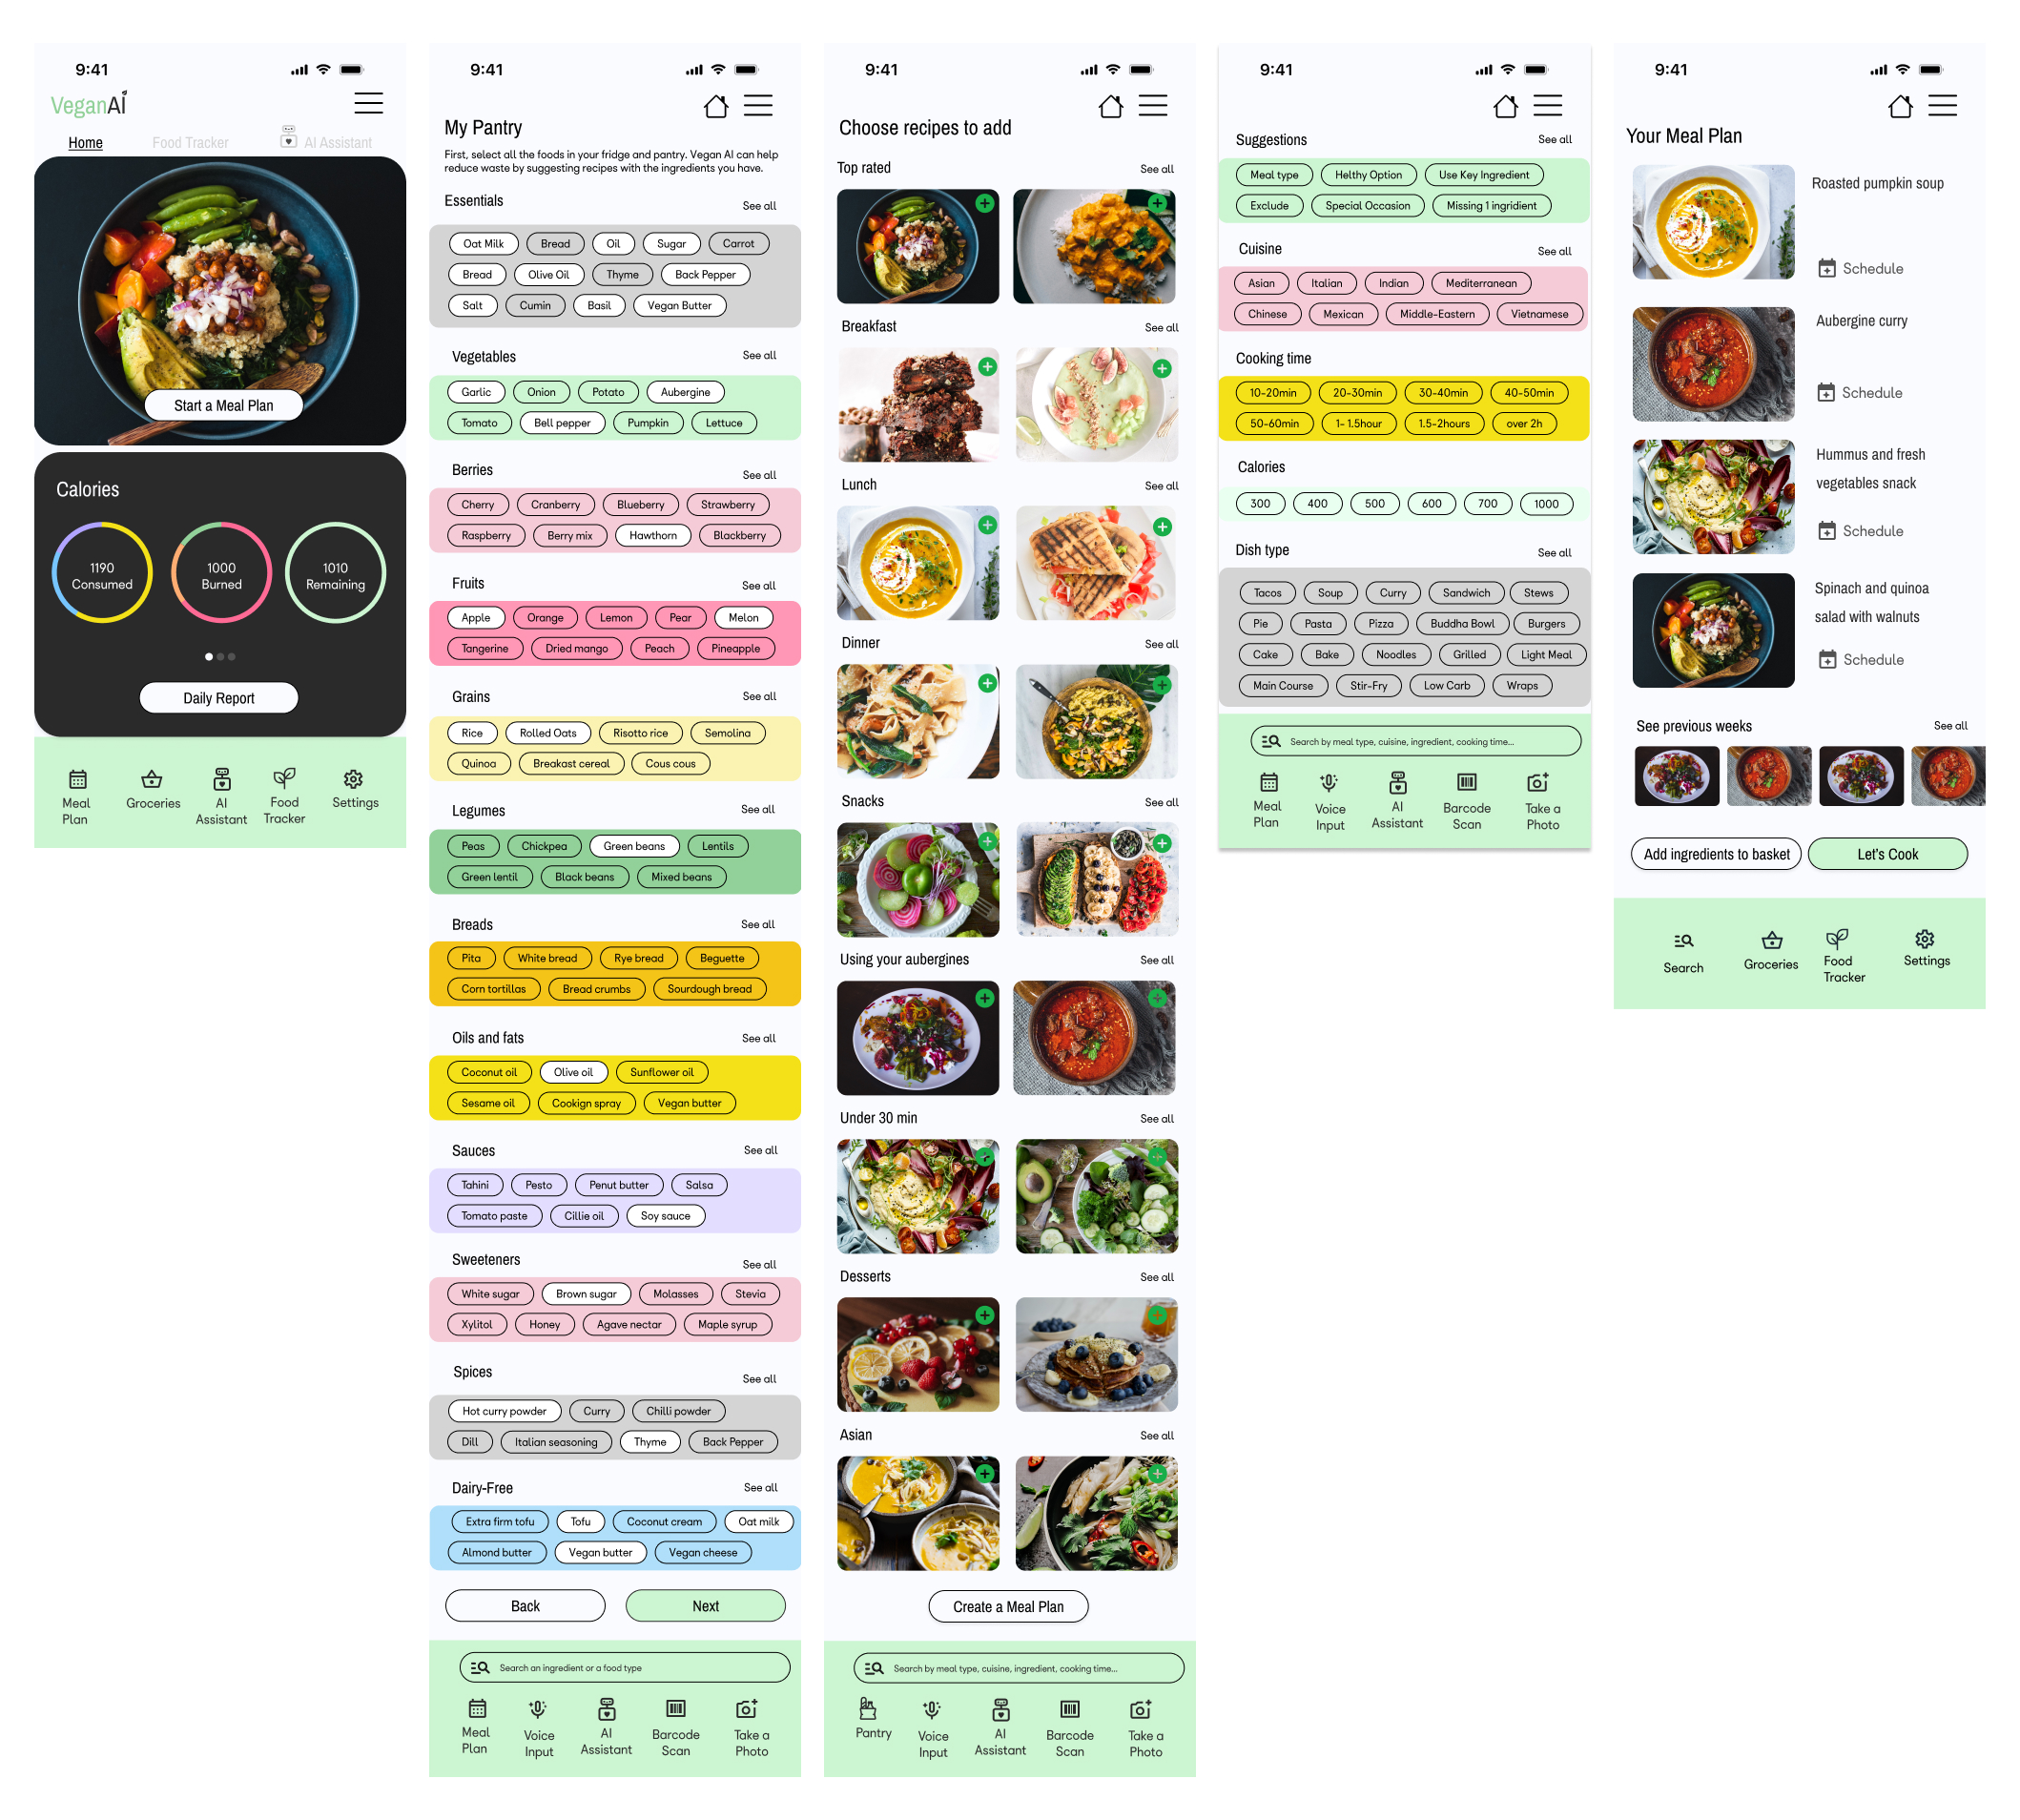 9:41
VeganAI
Home Food Tracker AI Assistant
Start a Meal Plan
Calories
1190 Consumed
1000 Burned
1010 Remaining
Daily Report
Meal Plan
Groceries
AI Assistant
Food Tracker
Settings
9:41
My Pantry
First, select all the foods in your fridge and pantry. Vegan AI can help
reduce waste by suggesting recipes with the ingredients you have.
Essentials See all
Oat Milk Bread Oil Sugar Carrot
Bread Olive Oil Thyme Back Pepper
Salt Cumin Basil Vegan Butter
Vegetables See all
Garlic Onion Potato Aubergine
Tomato Bell pepper Pumpkin Lettuce
Berries See all
Cherry Cranberry Blueberry Strawberry
Raspberry Berry mix Hawthorn Blackberry
Fruits See all
Apple Orange Lemon Pear Melon
Tangerine Dried mango Peach Pineapple
Grains See all
Rice Rolled Oats Risotto rice Semolina
Quinoa Breakast cereal Cous cous
Legumes See all
Peas Chickpea Green beans Lentils
Green lentil Black beans Mixed beans
Breads See all
Pita White bread Rye bread Beguette
Corn tortillas Bread crumbs Sourdough bread
Oils and fats See all
Coconut oil Olive oil Sunflower oil
Sesame oil Cookign spray Vegan butter
Sauces See all
Tahini Pesto Penut butter Salsa
Tomato paste Cillie oil Soy sauce
Sweeteners See all
White sugar Brown sugar Molasses Stevia
Xylitol Honey Agave nectar Maple syrup
Spices See all
Hot curry powder Curry Chilli powder
Dill Italian seasoning Thyme Back Pepper
Dairy-Free See all
Extra firm tofu Tofu Coconut cream Oat milk
Almond butter Vegan butter Vegan cheese
Back Next
Search an ingredient or a food type
Meal Plan
Voice Input
AI Assistant
Barcode Scan
Take a Photo
9:41
Choose recipes to add
Top rated See all
Breakfast See all
Lunch See all
Dinner See all
Snacks See all
Using your aubergines See all
Under 30 min See all
Desserts See all
Asian See all
Create a Meal Plan
Search by meal type, cuisine, ingredient, cooking time...
Pantry
Voice Input
AI Assistant
Barcode Scan
Take a Photo
9:41
Suggestions See all
Meal type Helthy Option Use Key Ingredient
Exclude Special Occasion Missing 1 ingridient
Cuisine See all
Asian Italian Indian Mediterranean
Chinese Mexican Middle-Eastern Vietnamese
Cooking time
10-20min 20-30min 30-40min 40-50min
50-60min 1- 1.5hour 1.5-2hours over 2h
Calories See all
300 400 500 600 700 1000
Dish type See all
Tacos Soup Curry Sandwich Stews
Pie Pasta Pizza Buddha Bowl Burgers
Cake Bake Noodles Grilled Light Meal
Main Course Stir-Fry Low Carb Wraps
Search by meal type, cuisine, ingredient, cooking time...
Meal Plan
Voice Input
AI Assistant
Barcode Scan
Take a Photo
9:41
Your Meal Plan
Roasted pumpkin soup
Schedule
Aubergine curry
Schedule
Hummus and fresh
vegetables snack
Schedule
Spinach and quinoa
salad with walnuts
Schedule
See previous weeks See all
Add ingredients to basket Let's Cook
Search
Groceries
Food Tracker
Settings